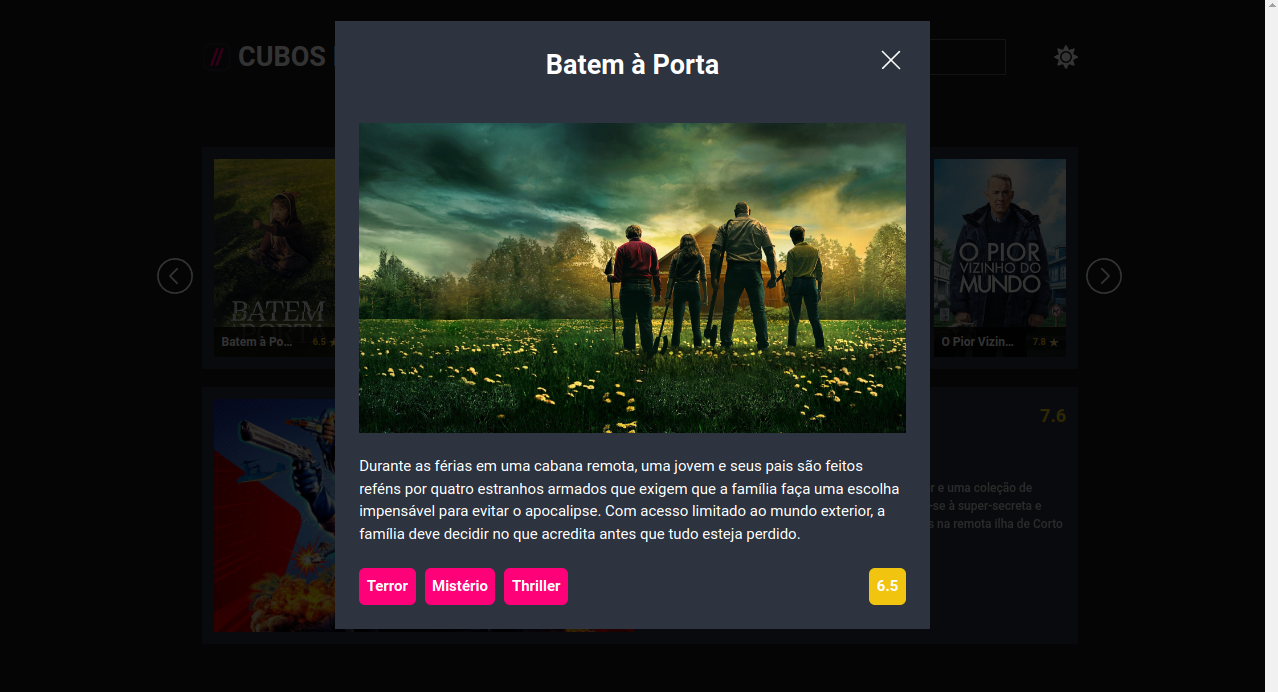 CUBOS
Batem à Porta
BATEM
Batem à Po...
6.5 ★
O PIOR
VIZINHO DO
MUNDO
O Pior Vizin...
7.8 ★
7.6
r e uma coleção de
-se à super-secreta e
s na remota ilha de Corto
Durante as férias em uma cabana remota, uma jovem e seus pais são feitos
reféns por quatro estranhos armados que exigem que a família faça uma escolha
impensável para evitar o apocalipse. Com acesso limitado ao mundo exterior, a
família deve decidir no que acredita antes que tudo esteja perdido.
Terror
Mistério
Thriller
6.5